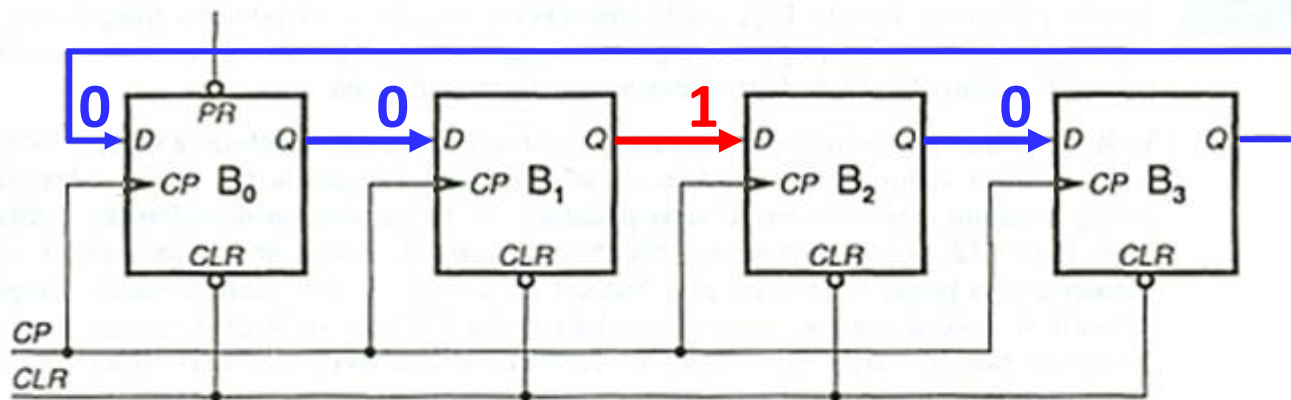 0 0 1 0
PR
D Q D Q D Q D Q
CP B₀ CP B₁ CP B₂ CP B₃
CLR CLR CLR CLR
CP
CLR